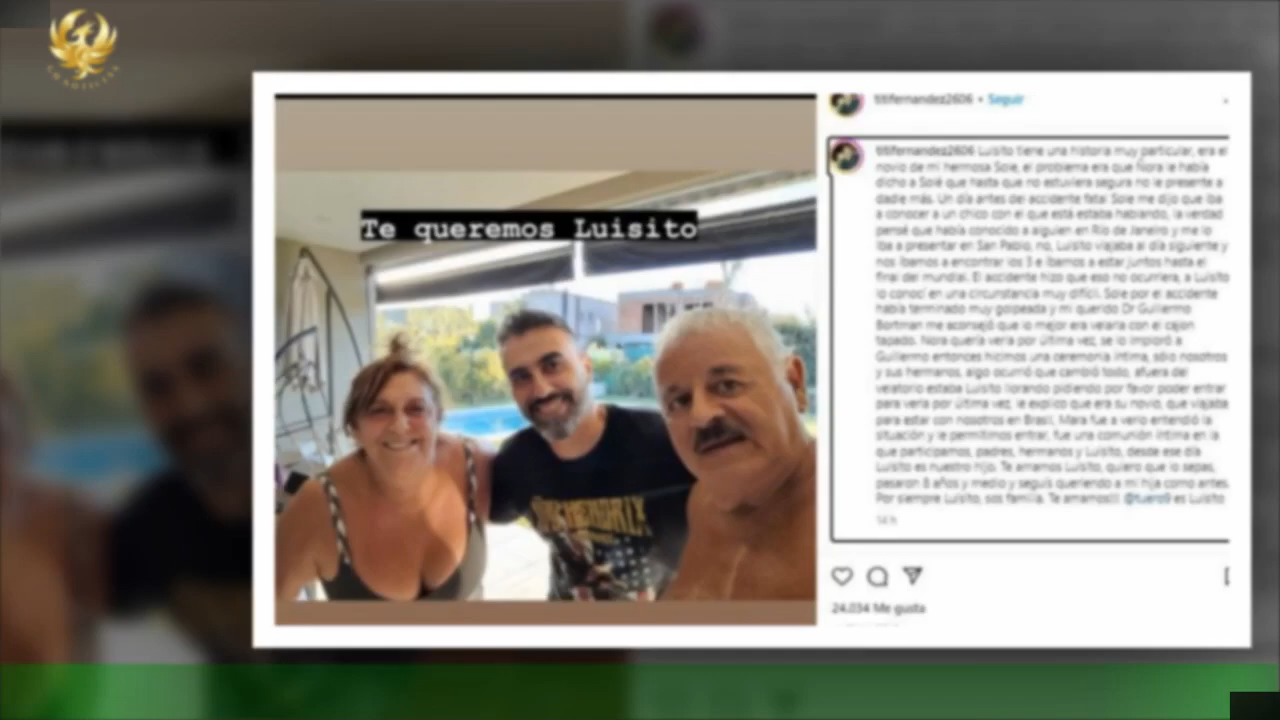 Te queremos Luisito
titifernandez2606 • Seguir
titifernandez2606 Luisito tiene una historia muy particular, era el
novio de mi hermosa Sole, el problema era que Nora le había
dicho a Solé que hasta que no estuviera segura no le presente a
dadie más. Un día antes del accidente fatal Sole me dijo que iba
a conocer a un chico con el que está estaba hablando, la verdad
pensé que había conocido a alguien en Río de Janeiro y me lo
iba a presentar en San Pablo, no, Luisito viajaba al día siguiente y
nos íbamos a encontrar los 3 e íbamos a estar juntos hasta el
final del mundial. El accidente hizo que eso no ocurriera, a Luisito
lo conocí en una circunstancia muy difícil. Sole por el accidente
había terminado muy golpeada y mi querido Dr Guillermo
Bortman me aconsejó que lo mejor era velarla con el cajon
tapado. Nora quería verla por última vez, se lo imploró a
Guillermo entonces hicimos una ceremonia íntima, sólo nosotros
y sus hermanos, algo ocurrió que cambió todo, afuera del
velatorio estaba Luisito llorando pidiendo por favor poder entrar
para verla por última vez, le explico que era su novio, que viajaba
para estar con nosotros en Brasil, Mara fue a verlo entendió la
situación y le permitimos entrar, fue una comunión íntima en la
que participamos, padres, hermanos y Luisito, desde ese día
Luisito es nuestro hijo. Te amamos Luisito, quiero que lo sepas,
pasaron 8 años y medio y seguís queriendo a mi hija como antes.
Por siempre Luisito, sos familia. Te amamos!!! @tuero9 es Luisito
24.034 Me gusta